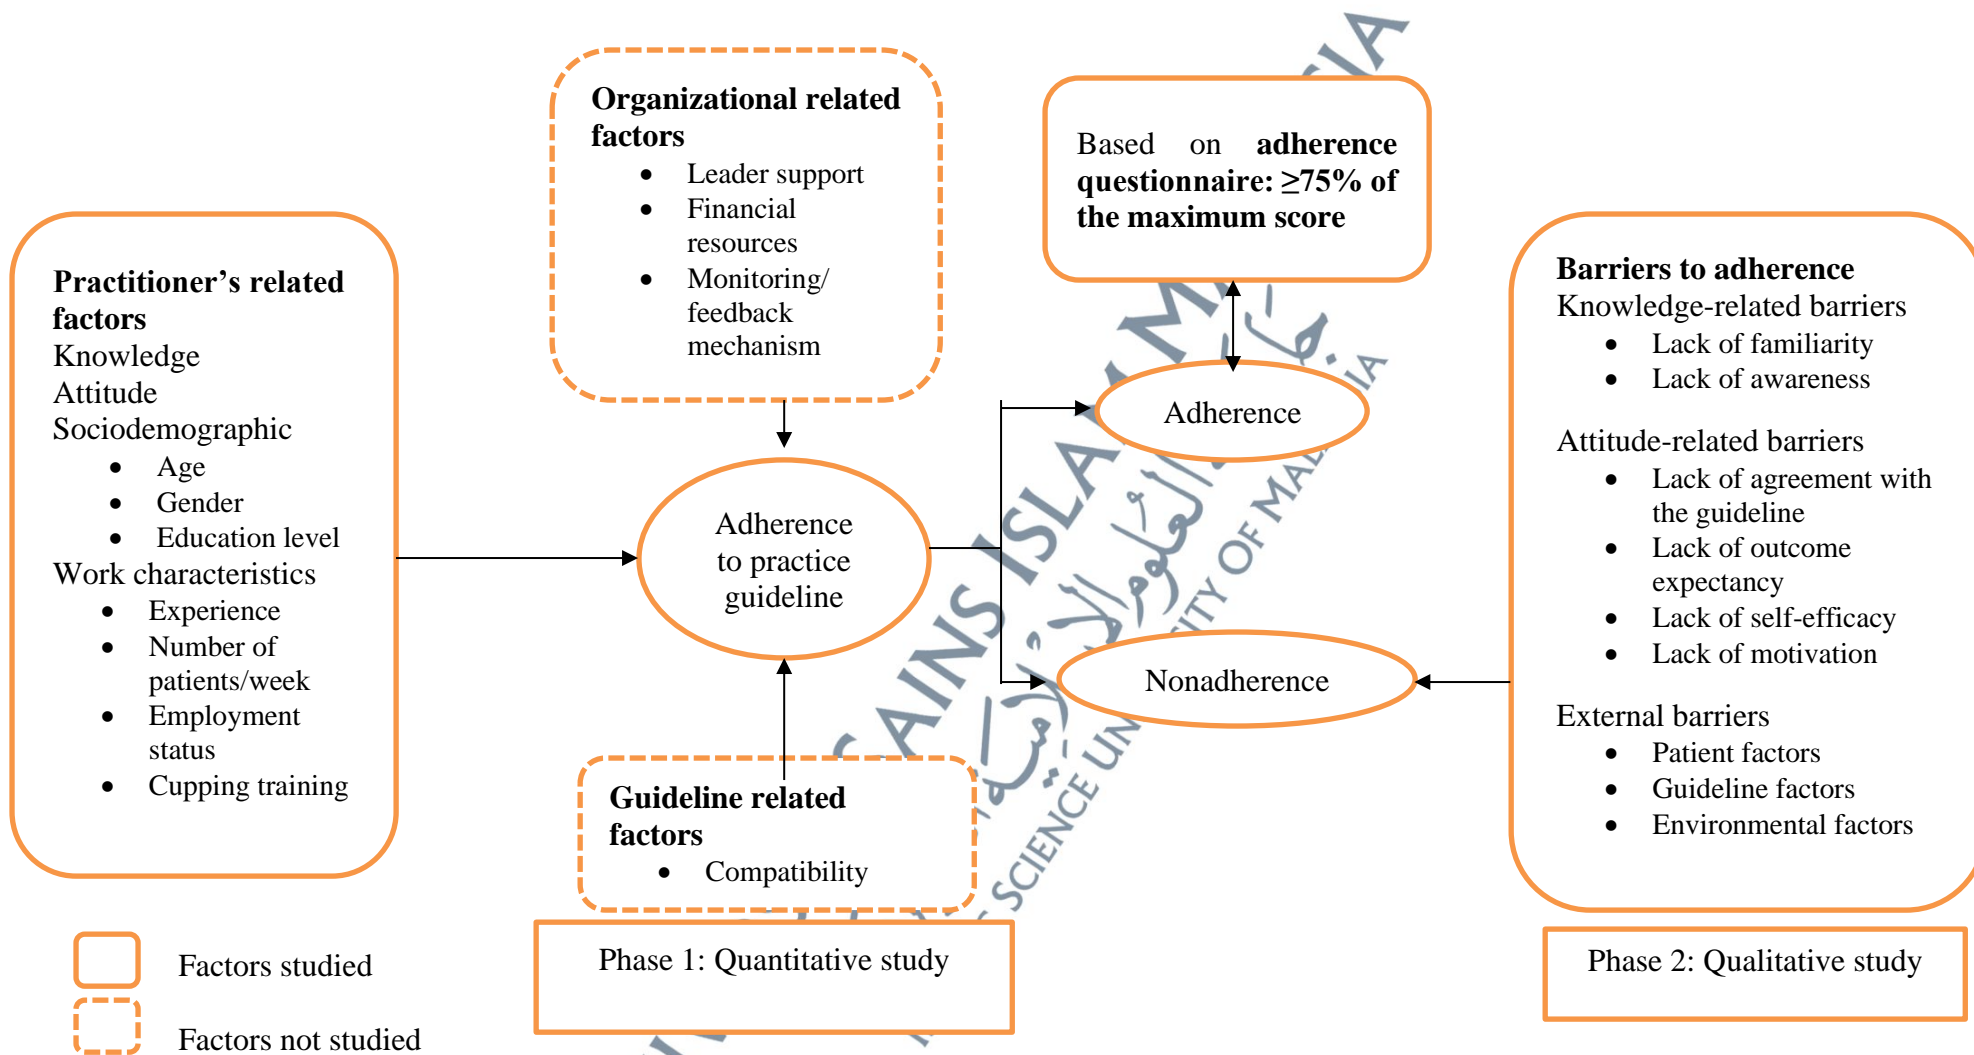 Practitioner’s related
factors
Knowledge
Attitude
Sociodemographic
• Age
• Gender
• Education level
Work characteristics
• Experience
• Number of
patients/week
• Employment
status
• Cupping training
Organizational related
factors
• Leader support
• Financial
resources
• Monitoring/
feedback
mechanism
Adherence
to practice
guideline
Guideline related
factors
• Compatibility
Based on adherence
questionnaire: ≥75% of
the maximum score
Adherence
Nonadherence
Barriers to adherence
Knowledge-related barriers
• Lack of familiarity
• Lack of awareness
Attitude-related barriers
• Lack of agreement with
the guideline
• Lack of outcome
expectancy
• Lack of self-efficacy
• Lack of motivation
External barriers
• Patient factors
• Guideline factors
• Environmental factors
Factors studied
Factors not studied
Phase 1: Quantitative study
Phase 2: Qualitative study
SAINS ISLAM
SCIENCE
OF